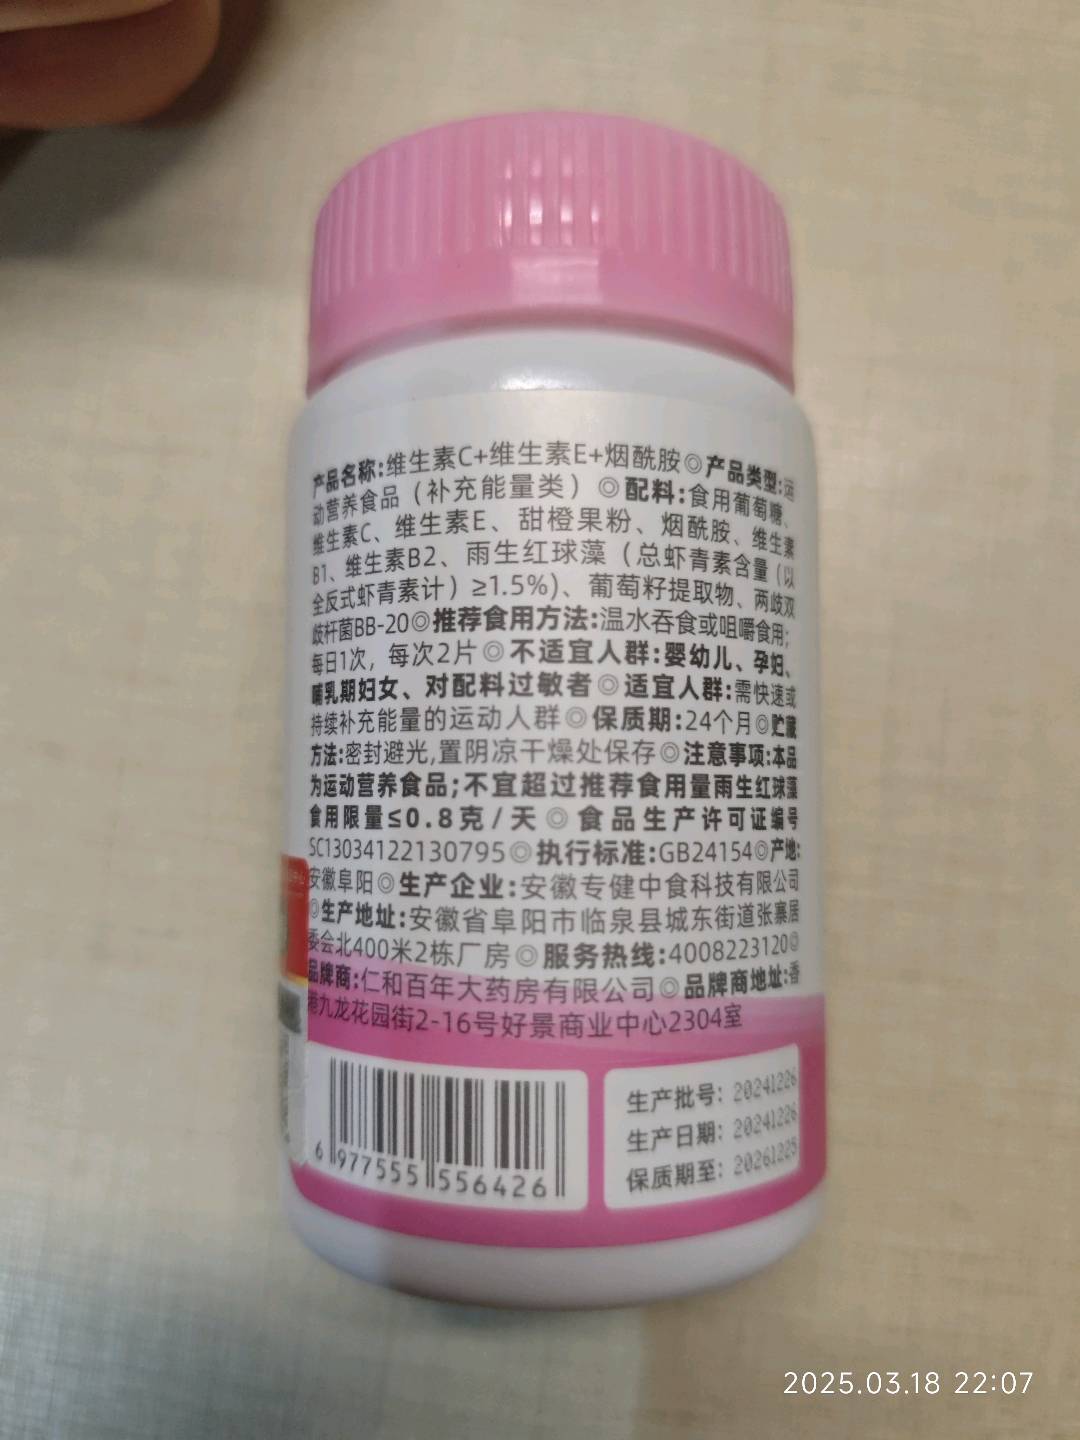 产品名称:维生素C+维生素E+烟酰胺◎产品类型:运
动营养食品（补充能量类）◎配料:食用葡萄糖、
维生素C、维生素E、甜橙果粉、烟酰胺、维生素
B1、维生素B2、雨生红球藻（总虾青素含量（以
全反式虾青素计）≥1.5%)、葡萄籽提取物、两歧双
歧杆菌BB-20◎推荐食用方法:温水吞食或咀嚼食用;
每日1次，每次2片◎不适宜人群:婴幼儿、孕妇、
哺乳期妇女、对配料过敏者◎适宜人群:需快速或
持续补充能量的运动人群◎保质期:24个月◎贮藏
方法:密封避光,置阴凉干燥处保存◎注意事项:本品
为运动营养食品;不宜超过推荐食用量雨生红球藻
食用限量≤0.8克/天◎食品生产许可证编号
SC13034122130795◎执行标准:GB24154◎产地:
安徽阜阳◎生产企业:安徽专健中食科技有限公司
◎生产地址:安徽省阜阳市临泉县城东街道张寨居
委会北400米2栋厂房◎服务热线:4008223120◎
品牌商:仁和百年大药房有限公司◎品牌商地址:香
港九龙花园街2-16号好景商业中心2304室
6 977555 556426
生产批号: 20241226
生产日期: 20241226
保质期至: 20261225
2025.03.18 22:07